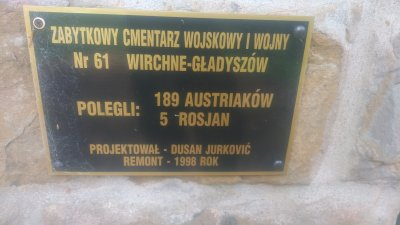 ZABYTKOWY CMENTARZ WOJSKOWY I WOJNY
Nr 61 WIRCHNE-GŁADYSZÓW
POLEGLI: 189 AUSTRIAKÓW
5 ROSJAN
PROJEKTOWAŁ - DUSAN JURKOVIĆ
REMONT - 1998 ROK